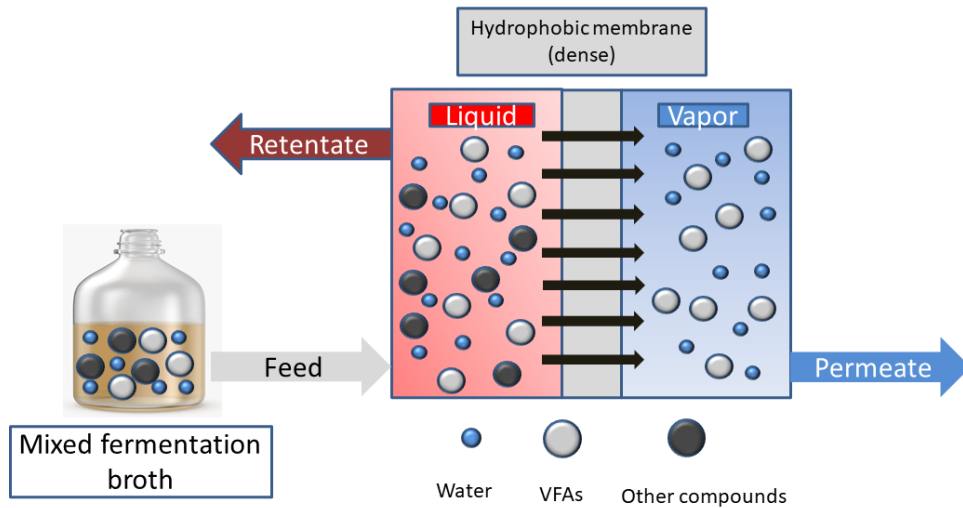 Hydrophobic membrane
(dense)
Liquid
Vapor
Retentate
Feed
Permeate
Mixed fermentation
broth
Water
VFAs
Other compounds